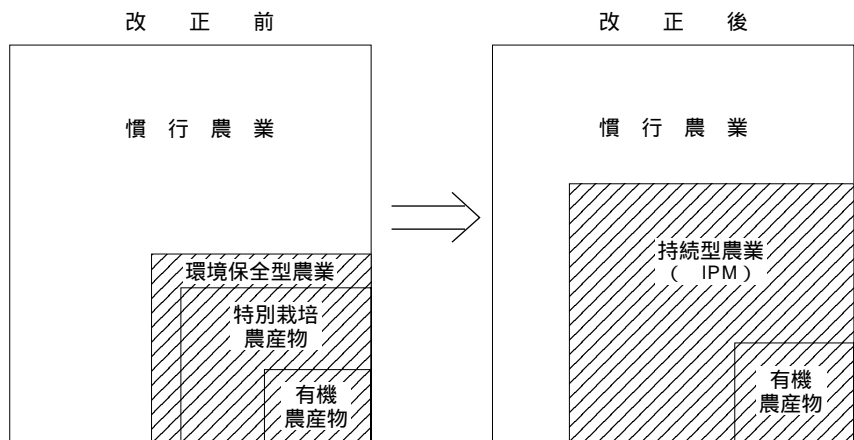 改正前
慣行農業
環境保全型農業
特別栽培
農産物
有機
農産物
改正後
慣行農業
持続型農業
( IPM)
有機
農産物